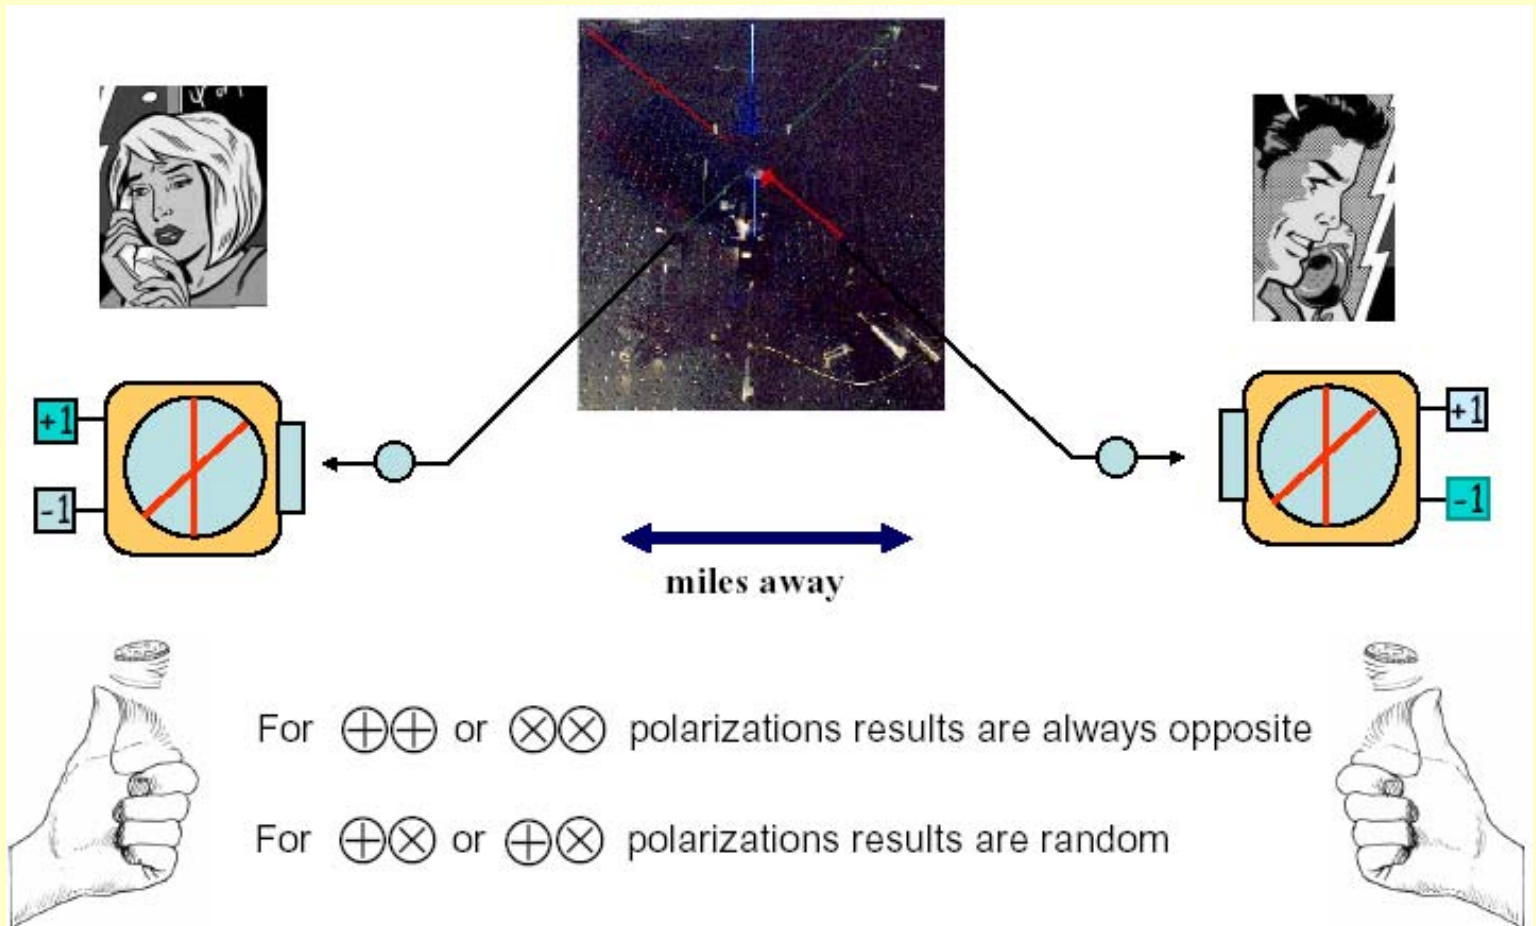 +1
-1
+1
-1
miles away
For ⊕⊕ or ⊗⊗ polarizations results are always opposite
For ⊕⊗ or ⊕⊗ polarizations results are random